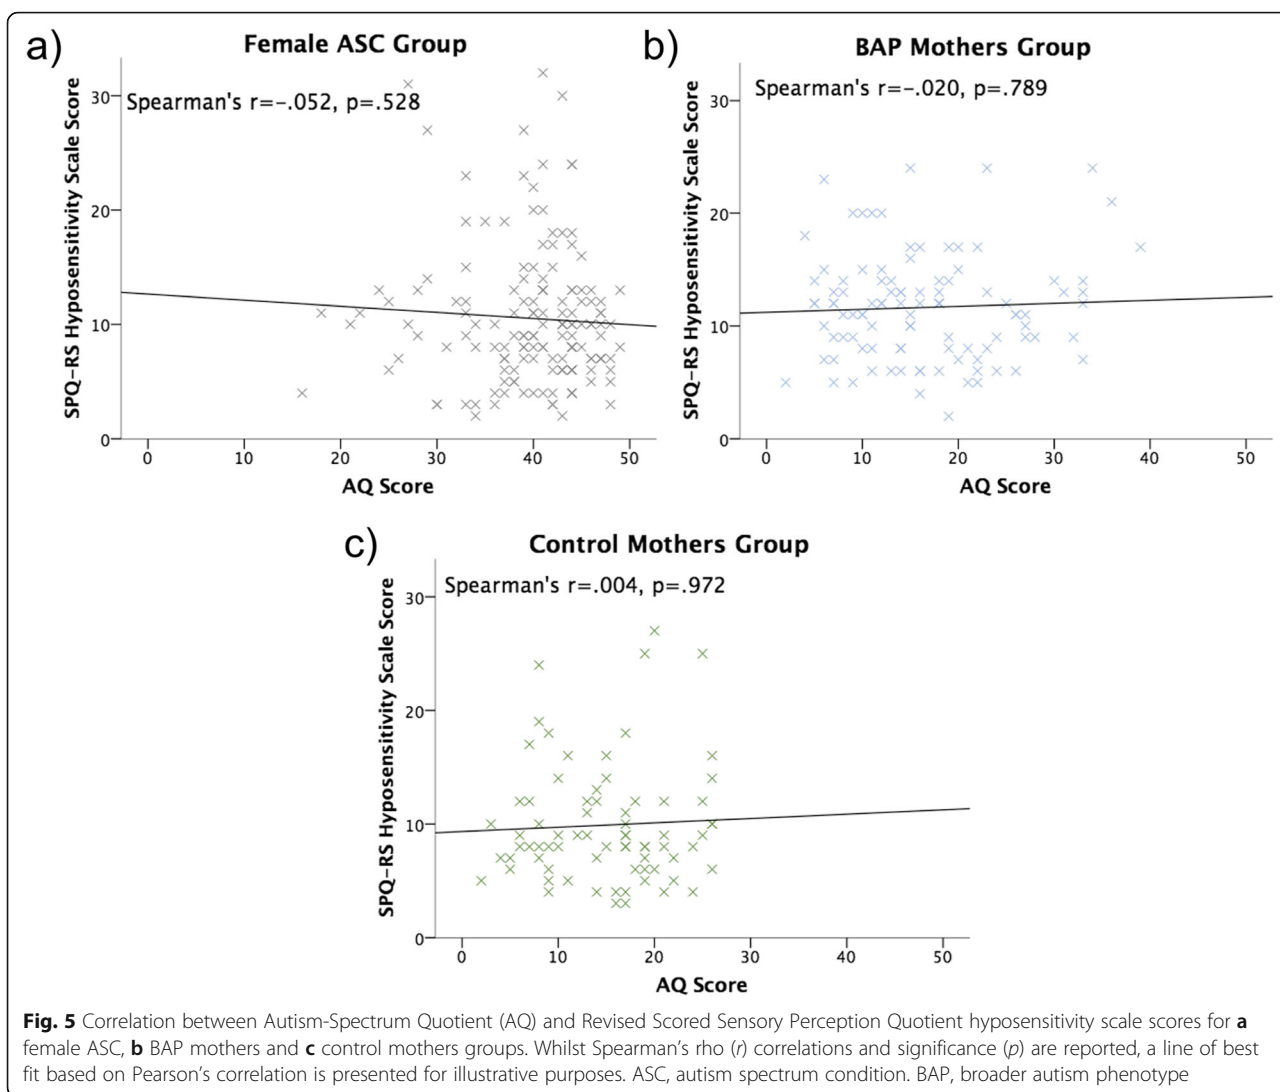 a)
Female ASC Group
SPQ–RS Hyposensitivity Scale Score
Spearman's r=–.052, p=.528
30
20
10
0
0 10 20 30 40 50
AQ Score
b)
BAP Mothers Group
SPQ–RS Hyposensitivity Scale Score
Spearman's r=–.020, p=.789
30
20
10
0
0 10 20 30 40 50
AQ Score
c)
Control Mothers Group
SPQ–RS Hyposensitivity Scale Score
Spearman's r=.004, p=.972
30
20
10
0
0 10 20 30 40 50
AQ Score
Fig. 5 Correlation between Autism-Spectrum Quotient (AQ) and Revised Scored Sensory Perception Quotient hyposensitivity scale scores for a
female ASC, b BAP mothers and c control mothers groups. Whilst Spearman's rho (r) correlations and significance (p) are reported, a line of best
fit based on Pearson's correlation is presented for illustrative purposes. ASC, autism spectrum condition. BAP, broader autism phenotype